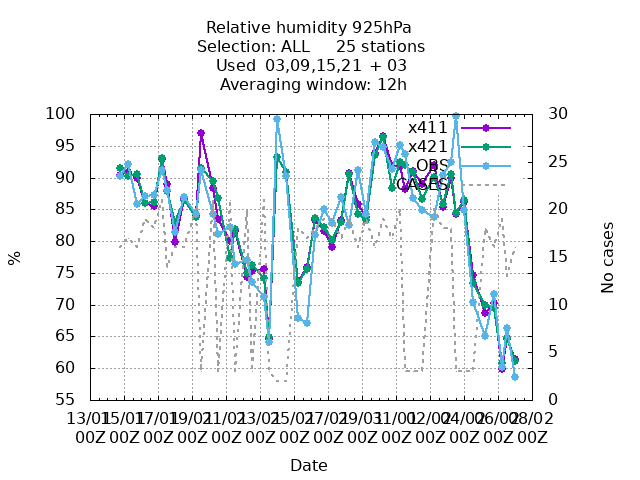 Relative humidity 925hPa
Selection: ALL 25 stations
Used 03,09,15,21 + 03
Averaging window: 12h
100 30
x411
95
x421
25
90
OBS
CASES
85 20
80
75 15
70 10
65
60 5
55 0
% No cases
13/01 15/01 17/01 19/01 21/01 23/01 25/01 27/01 29/01 31/01 02/02 04/02 26/02 28/02
00Z 00Z 00Z 00Z 00Z 00Z 00Z 00Z 00Z 00Z 00Z 00Z 00Z 00Z
Date